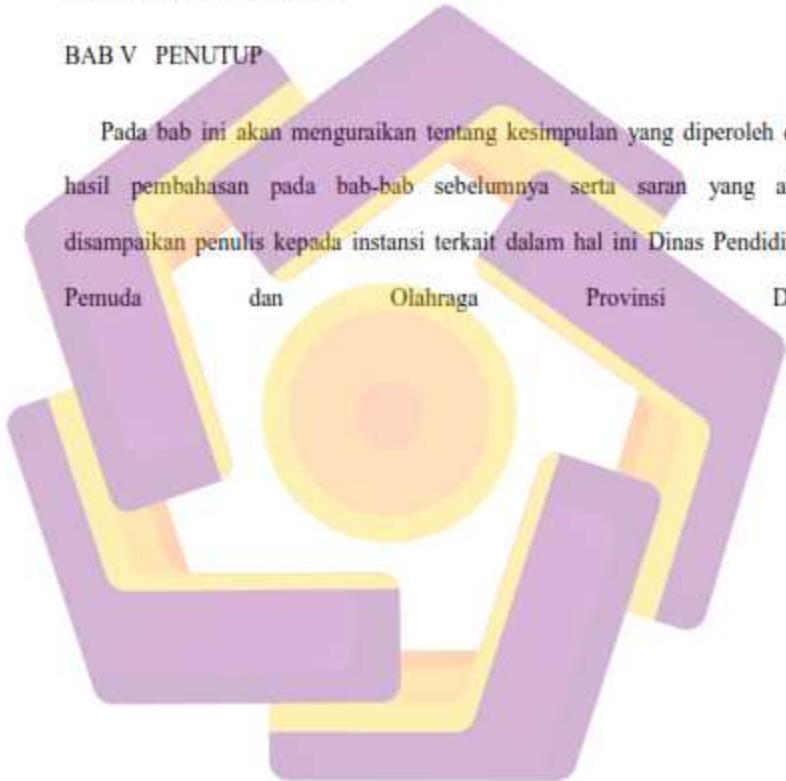 BAB V PENUTUP
Pada bab ini akan menguraikan tentang kesimpulan yang diperoleh
hasil pembahasan pada bab-bab sebelumnya serta saran yang
disampaikan penulis kepada instansi terkait dalam hal ini Dinas
Pemuda dan Olahraga Provinsi